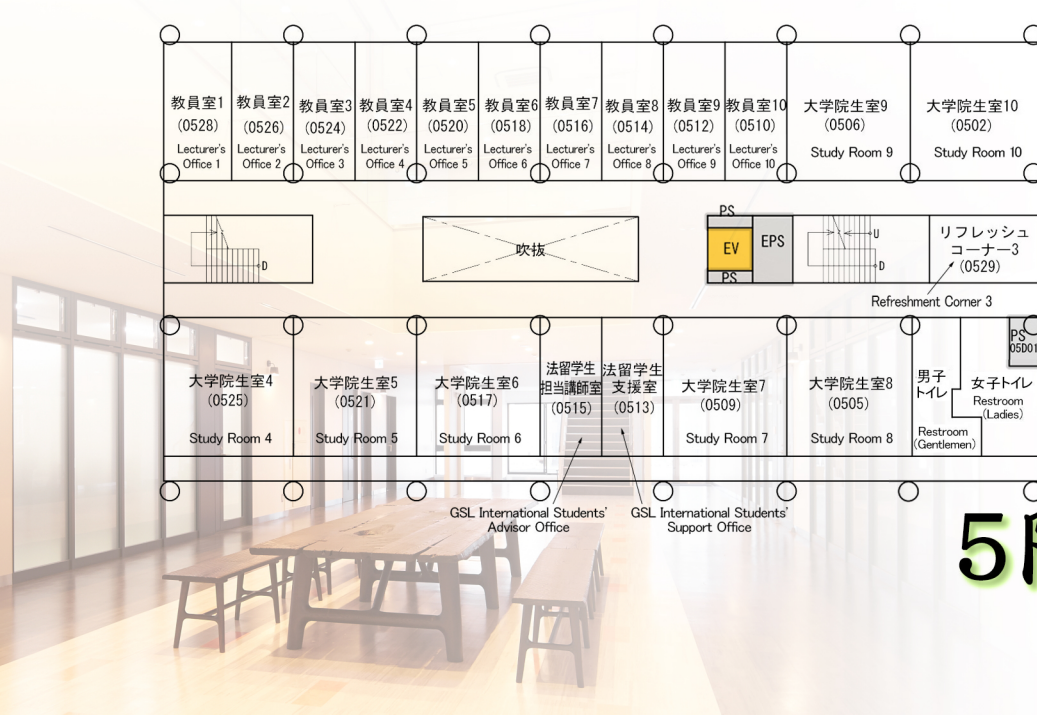 教員室1
(0528)
Lecturer's
Office 1
教員室2
(0526)
Lecturer's
Office 2
教員室3
(0524)
Lecturer's
Office 3
教員室4
(0522)
Lecturer's
Office 4
教員室5
(0520)
Lecturer's
Office 5
教員室6
(0518)
Lecturer's
Office 6
教員室7
(0516)
Lecturer's
Office 7
教員室8
(0514)
Lecturer's
Office 8
教員室9
(0512)
Lecturer's
Office 9
教員室10
(0510)
Lecturer's
Office 10
大学院生室9
(0506)
Study Room 9
大学院生室10
(0502)
Study Room 10
D
吹抜
PS
EV
EPS
PS
U
D
リフレッシュ
コーナー3
(0529)
Refreshment Corner 3
大学院生室4
(0525)
Study Room 4
大学院生室5
(0521)
Study Room 5
大学院生室6
(0517)
Study Room 6
法留学生
担当講師室
(0515)
法留学生
支援室
(0513)
大学院生室7
(0509)
Study Room 7
大学院生室8
(0505)
Study Room 8
男子
トイレ
Restroom
(Gentlemen)
女子トイレ
Restroom
(Ladies)
PS
05D01
GSL International Students'
Advisor Office
GSL International Students'
Support Office
5